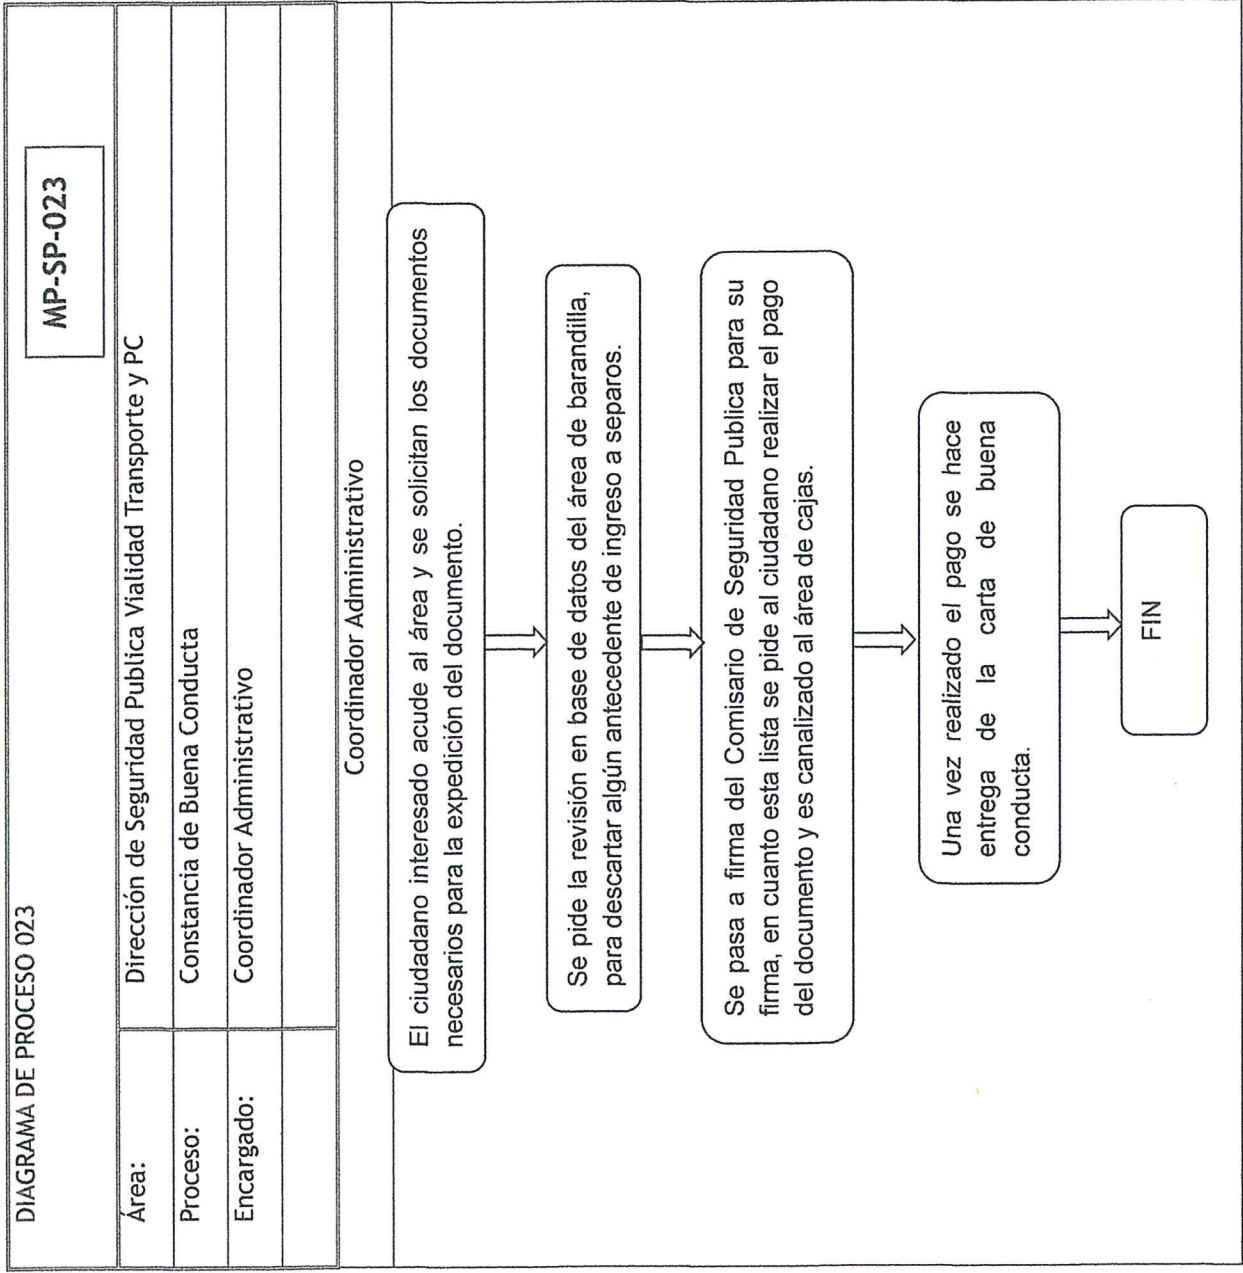 DIAGRAMA DE PROCESO 023
MP-SP-023
Área: Dirección de Seguridad Publica Vialidad Transporte y PC
Proceso: Constancia de Buena Conducta
Encargado: Coordinador Administrativo
Coordinador Administrativo
El ciudadano interesado acude al área y se solicitan los documentos
necesarios para la expedición del documento.
Se pide la revisión en base de datos del área de barandilla,
para descartar algún antecedente de ingreso a separos.
Se pasa a firma del Comisario de Seguridad Publica para su
firma, en cuanto esta lista se pide al ciudadano realizar el pago
del documento y es canalizado al área de cajas.
Una vez realizado el pago se hace
entrega de la carta de buena
conducta.
FIN